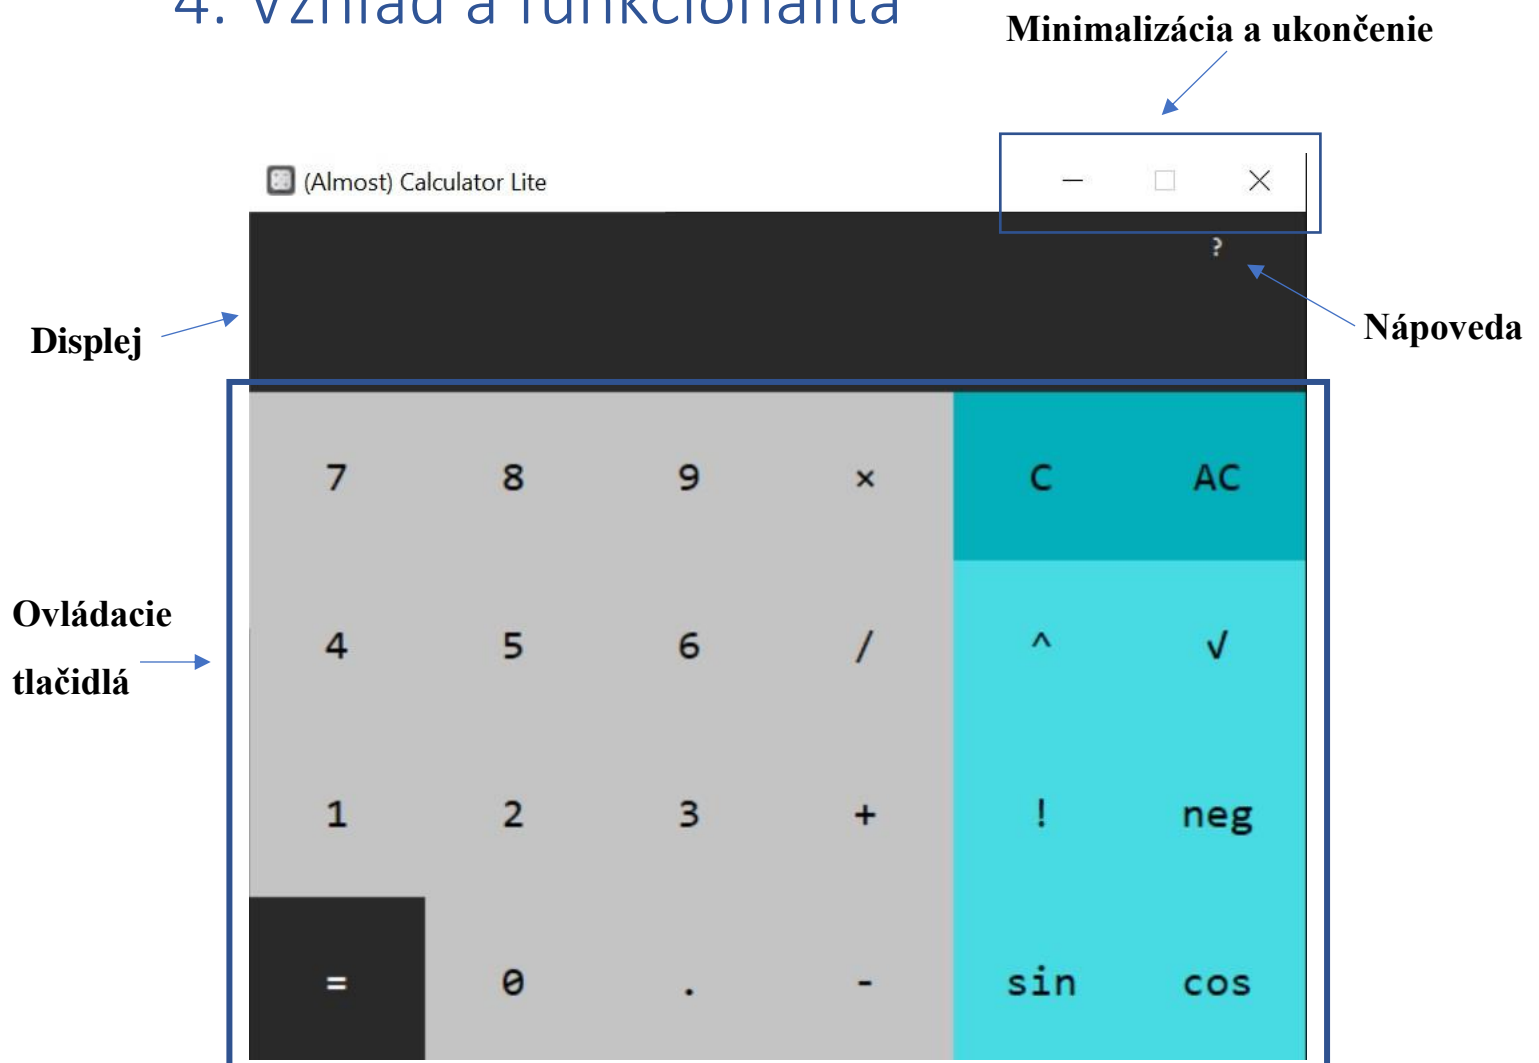 4. Vzhľad a funkcionalita
Minimalizácia a ukončenie
(Almost) Calculator Lite
?
Displej
Nápoveda
7 8 9 × C AC
Ovládacie
tlačidlá
4 5 6 / ^ √
1 2 3 + ! neg
= 0 . - sin cos